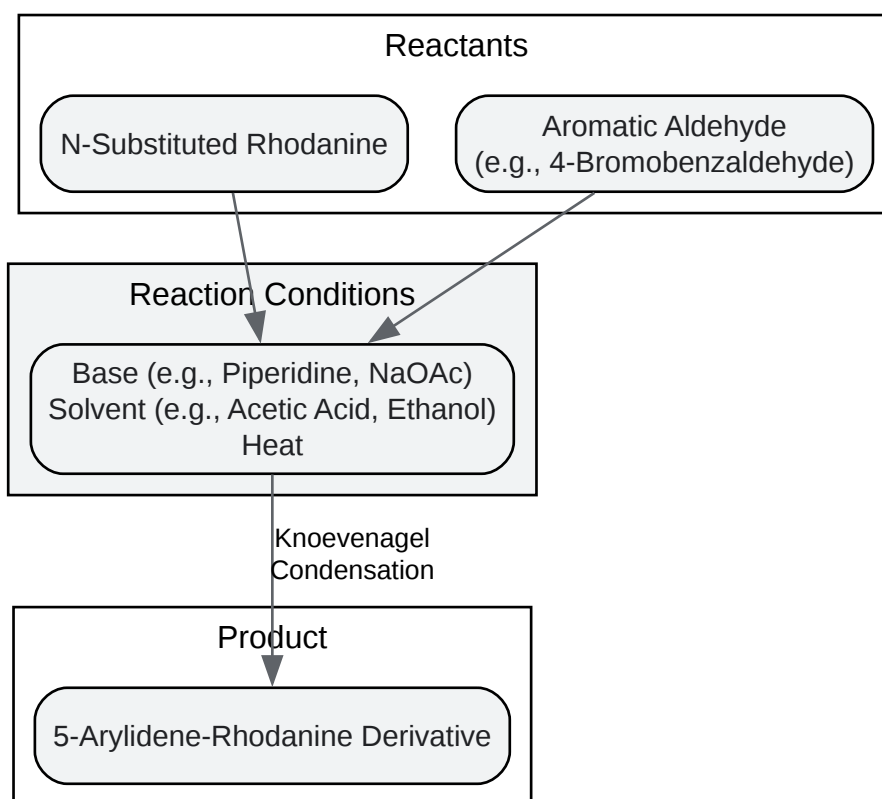 Reactants
N-Substituted Rhodanine
Aromatic Aldehyde
(e.g., 4-Bromobenzaldehyde)
Reaction Conditions
Base (e.g., Piperidine, NaOAc)
Solvent (e.g., Acetic Acid, Ethanol)
Heat
Knoevenagel
Condensation
Product
5-Arylidene-Rhodanine Derivative